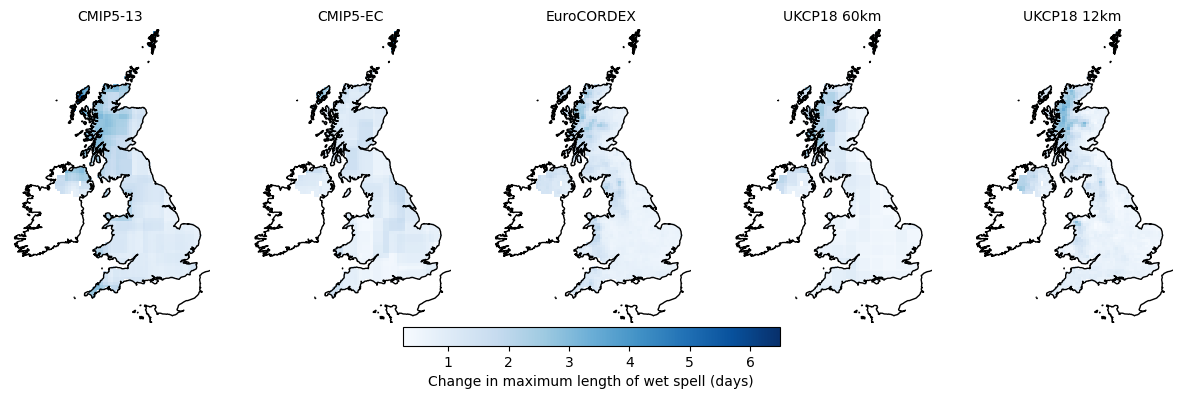 CMIP5-13 CMIP5-EC EuroCORDEX UKCP18 60km UKCP18 12km
1 2 3 4 5 6
Change in maximum length of wet spell (days)